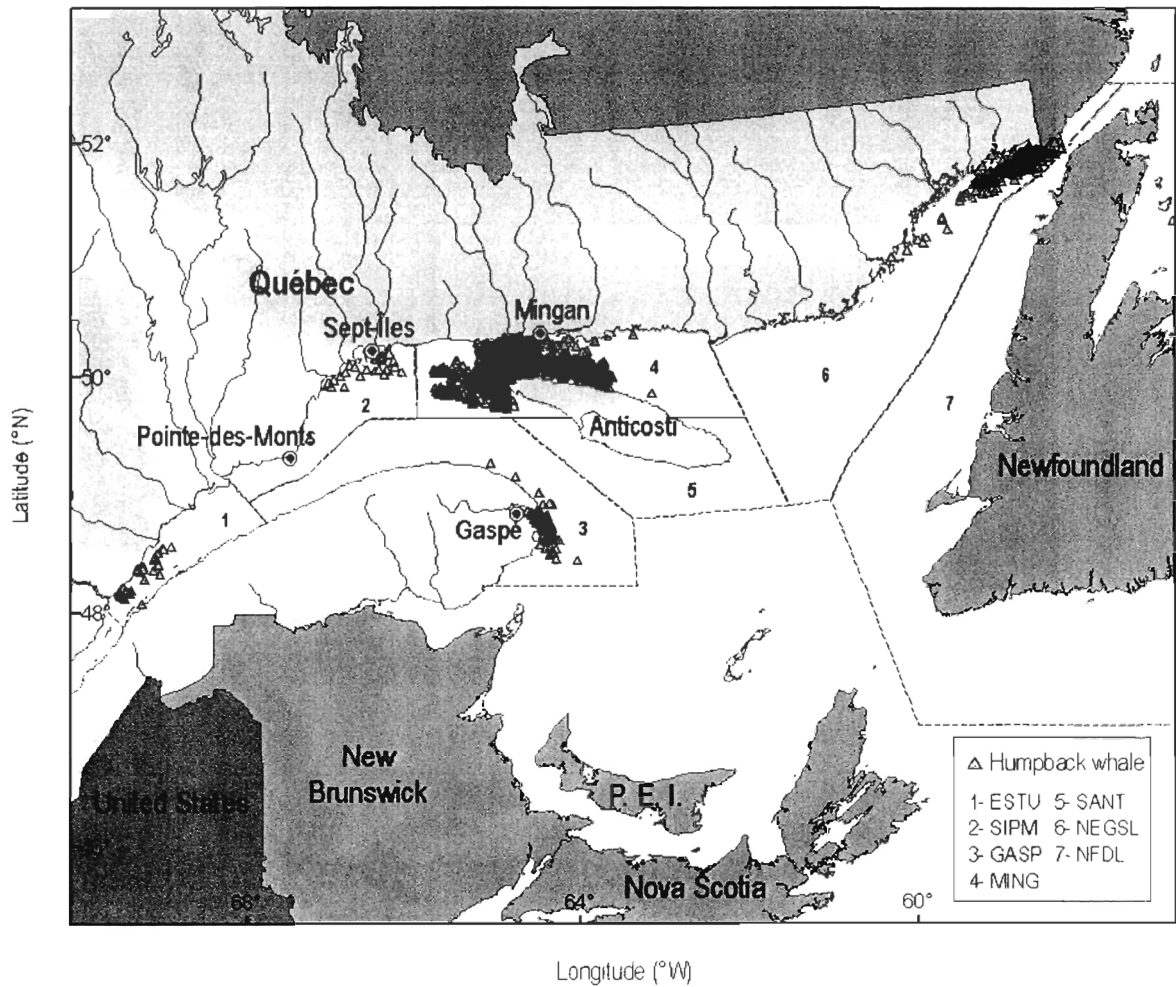 52°
Québec
Mingan
Sept-Îles
50°
4
6
2
7
Pointe-des-Monts
Anticosti
Newfoundland
5
1
Gaspé
3
48°
New
Brunswick
United States
P. E. I.
Nova Scotia
68°
64°
60°
△ Humpback whale
1- ESTU 5- SANT
2- SIPM 6- NEGSL
3- GASP 7- NFDL
4- MING
Latitude (°N)
Longitude (°W)